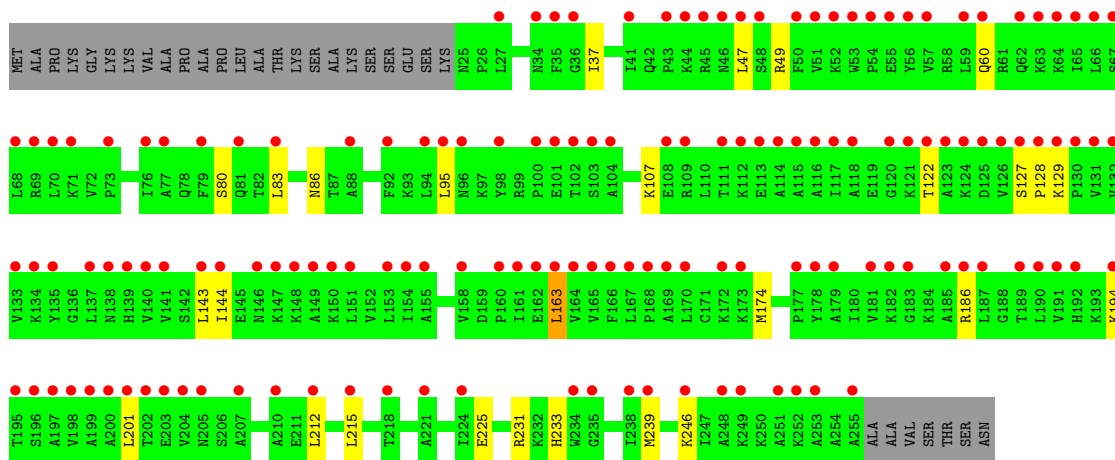 MET ALA PRO LYS GLY LYS LYS VAL ALA PRO ALA PRO LEU ALA THR LYS SER ALA LYS SER SER GLU SER LYS N25 P26 L27 N34 F35 G36 I37 I41 Q42 P43 K44 R45 N46 L47 S48 R49 F50 V51 K52 W53 P54 E55 Y56 V57 R58 L59 Q60 R61 Q62 K63 K64 I65 L66 S67
L68 R69 L70 K71 V72 P73 I76 A77 Q78 F79 S80 Q81 T82 L83 N86 T87 A88 F92 K93 L94 L95 N96 K97 Y98 R99 P100 E101 T102 S103 A104 K107 E108 R109 L110 T111 K112 E113 A114 A115 A116 I117 A118 E119 G120 K121 T122 A123 K124 D125 V126 S127 P128 K129 P130 V131
V133 K134 Y135 G136 L137 N138 H139 V140 V141 S142 L143 I144 E145 N146 K147 K148 A149 K150 L151 V152 L153 I154 A155 V158 D159 P160 I161 E162 L163 V164 V165 F166 L167 P168 A169 L170 C171 K172 K173 M174 P177 Y178 A179 I180 V181 K182 G183 K184 A185 R186 L187 G188 T189 L190 V191 H192 K193 K194
T195 S196 A197 V198 A199 A200 L201 T202 E203 V204 N205 S206 A207 A210 E211 L212 L215 T218 A221 I224 E225 R231 K232 H233 W234 G235 I238 M239 K246 I247 A248 K249 K250 A251 K252 A253 A254 A255 ALA ALA VAL SER THR SER ASN